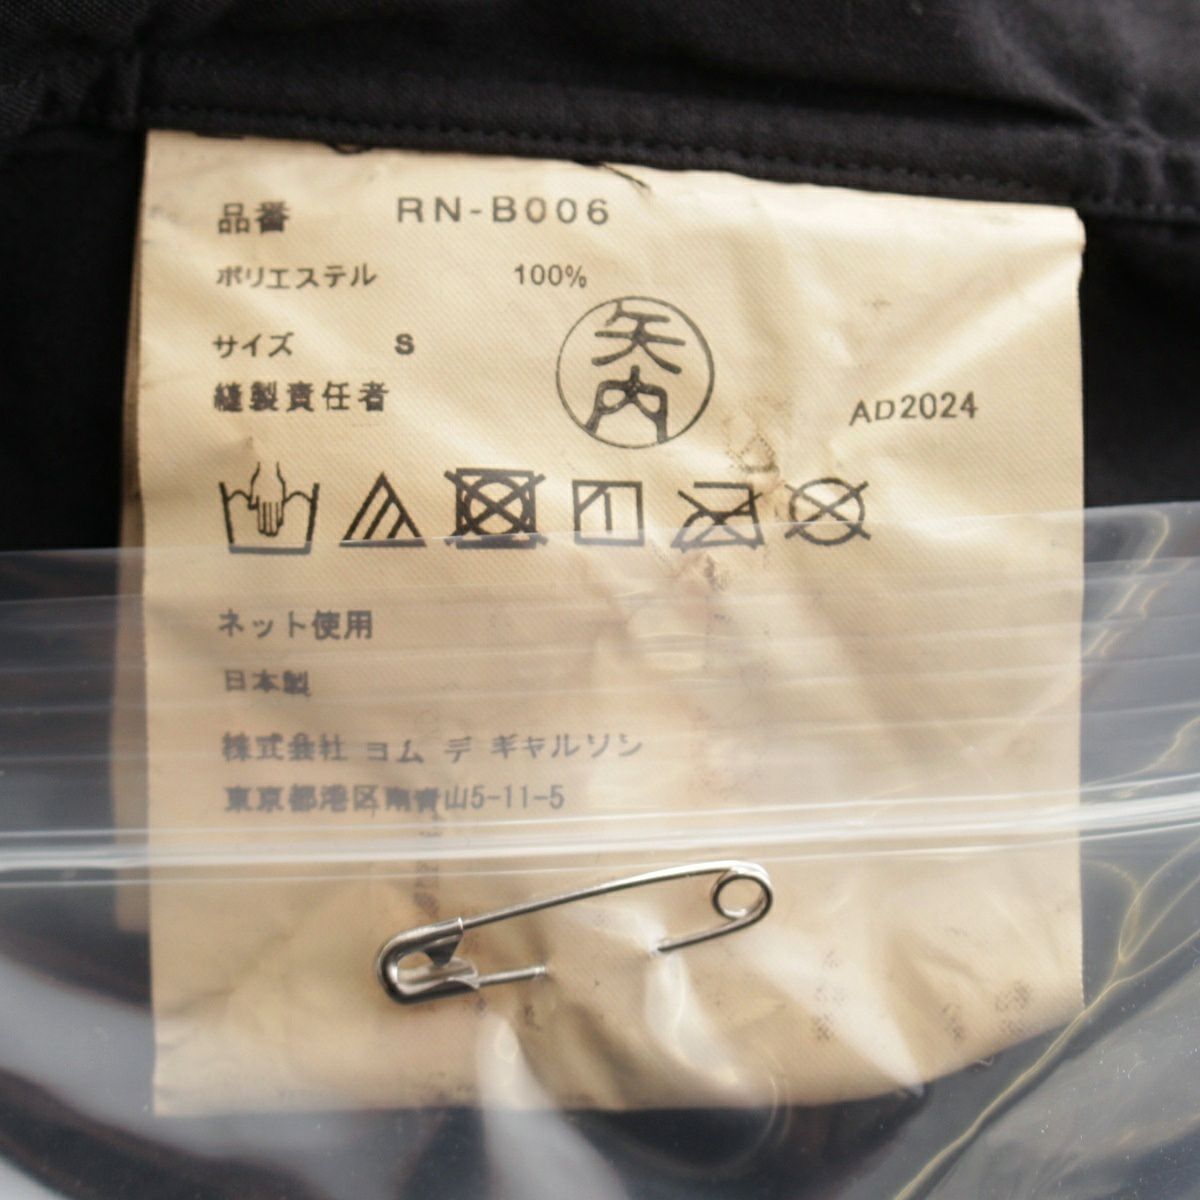 品番 RN-B006
ポリエステル 100%
サイズ S
矢内
縫製責任者
AD2024
ネット使用
日本製
株式会社 コム デ ギャルソン
東京都港区南青山5-11-5